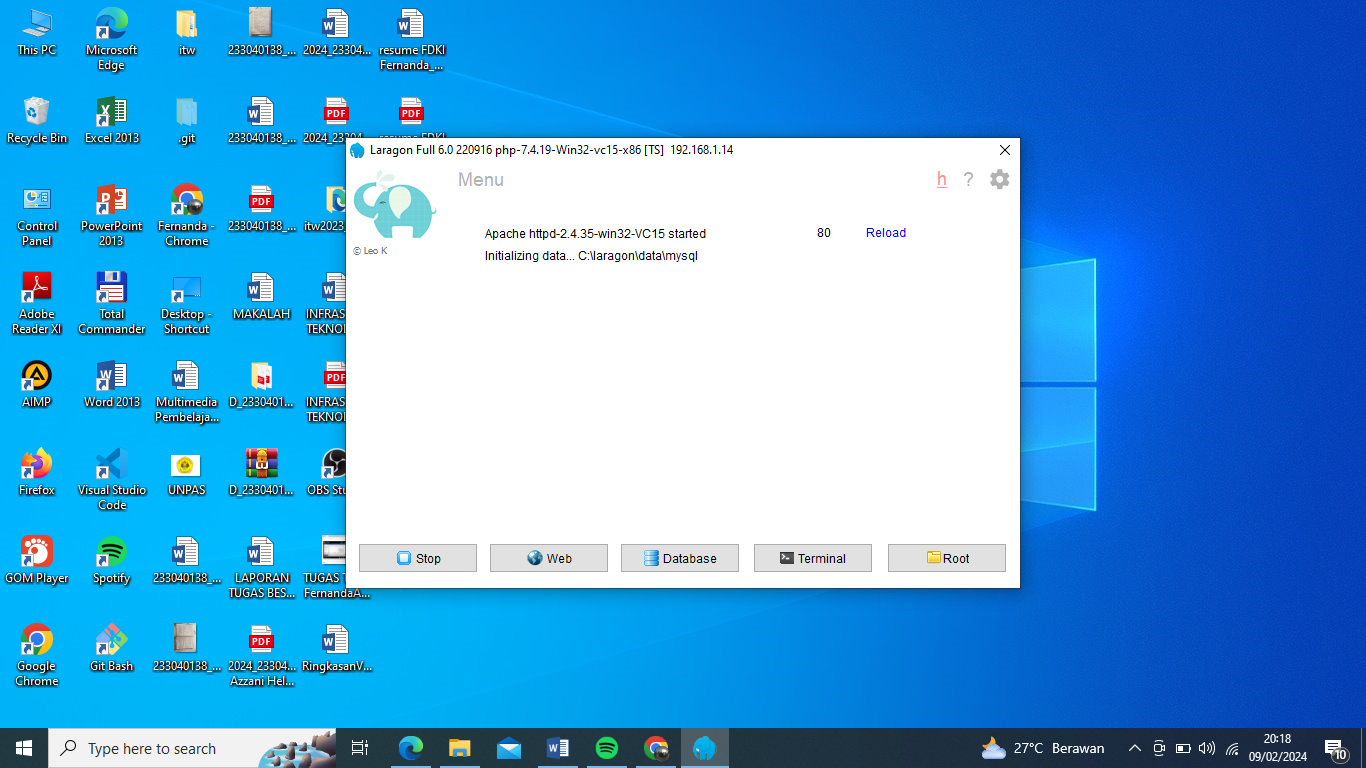 This PC
Microsoft
Edge
itw
233040138_...
2024_23304...
resume FDKI
Fernanda_...
Recycle Bin
Excel 2013
.git
233040138_...
2024_23304...
resume FDKI
Control
Panel
PowerPoint
2013
Fernanda -
Chrome
233040138_...
itw2023
Adobe
Reader XI
Total
Commander
Desktop -
Shortcut
MAKALAH
INFRAS
TEKNOL
AIMP
Word 2013
Multimedia
Pembelaja...
D_2330401...
INFRAS
TEKNOL
Firefox
Visual Studio
Code
UNPAS
D_2330401...
OBS Stu
GOM Player
Spotify
233040138_...
LAPORAN
TUGAS BES...
TUGAS T
FernandaA...
Google
Chrome
Git Bash
233040138_...
2024_23304...
Azzani Hel...
RingkasanV...
Laragon Full 6.0 220916 php-7.4.19-Win32-vc15-x86 [TS] 192.168.1.14
Menu
h ?
© Leo K
Apache httpd-2.4.35-win32-VC15 started 80 Reload
Initializing data... C:\laragon\data\mysql
Stop Web Database Terminal Root
Type here to search
27°C Berawan
20:18
09/02/2024
10